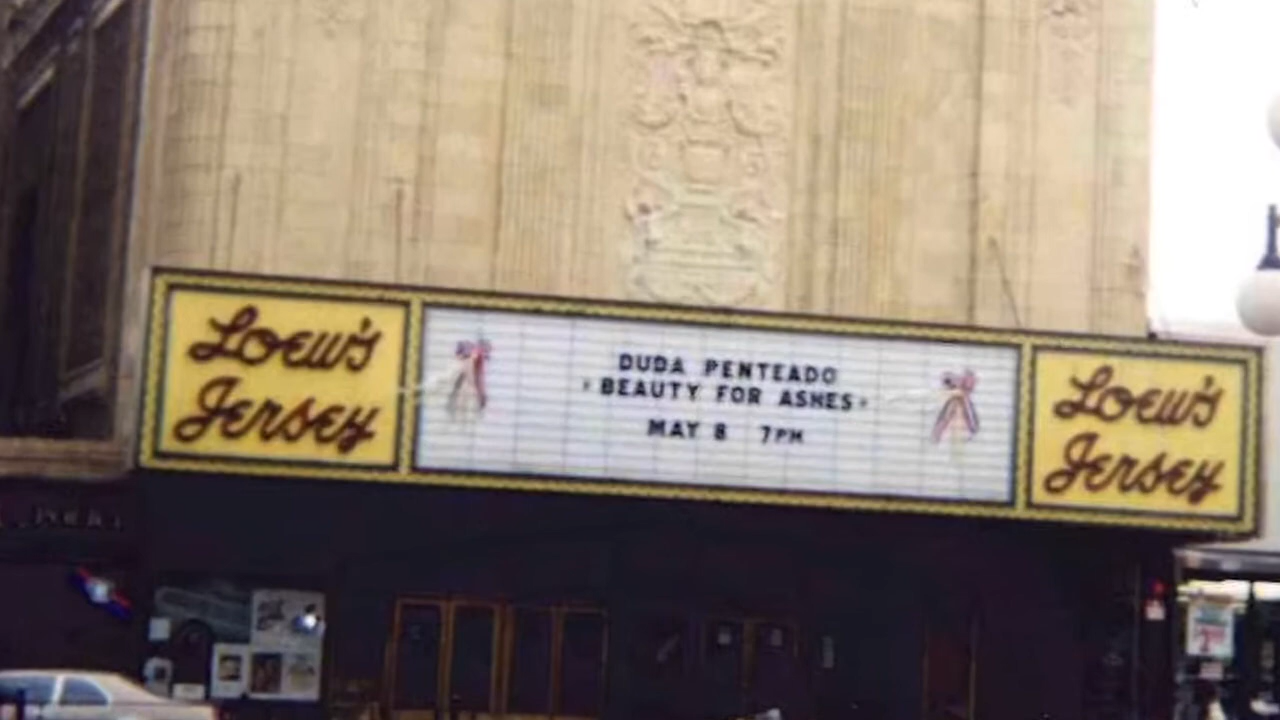 Loew's
Jersey
DUDA PENTEADO
BEAUTY FOR ASHES
MAY 8 7PM
Loew's
Jersey